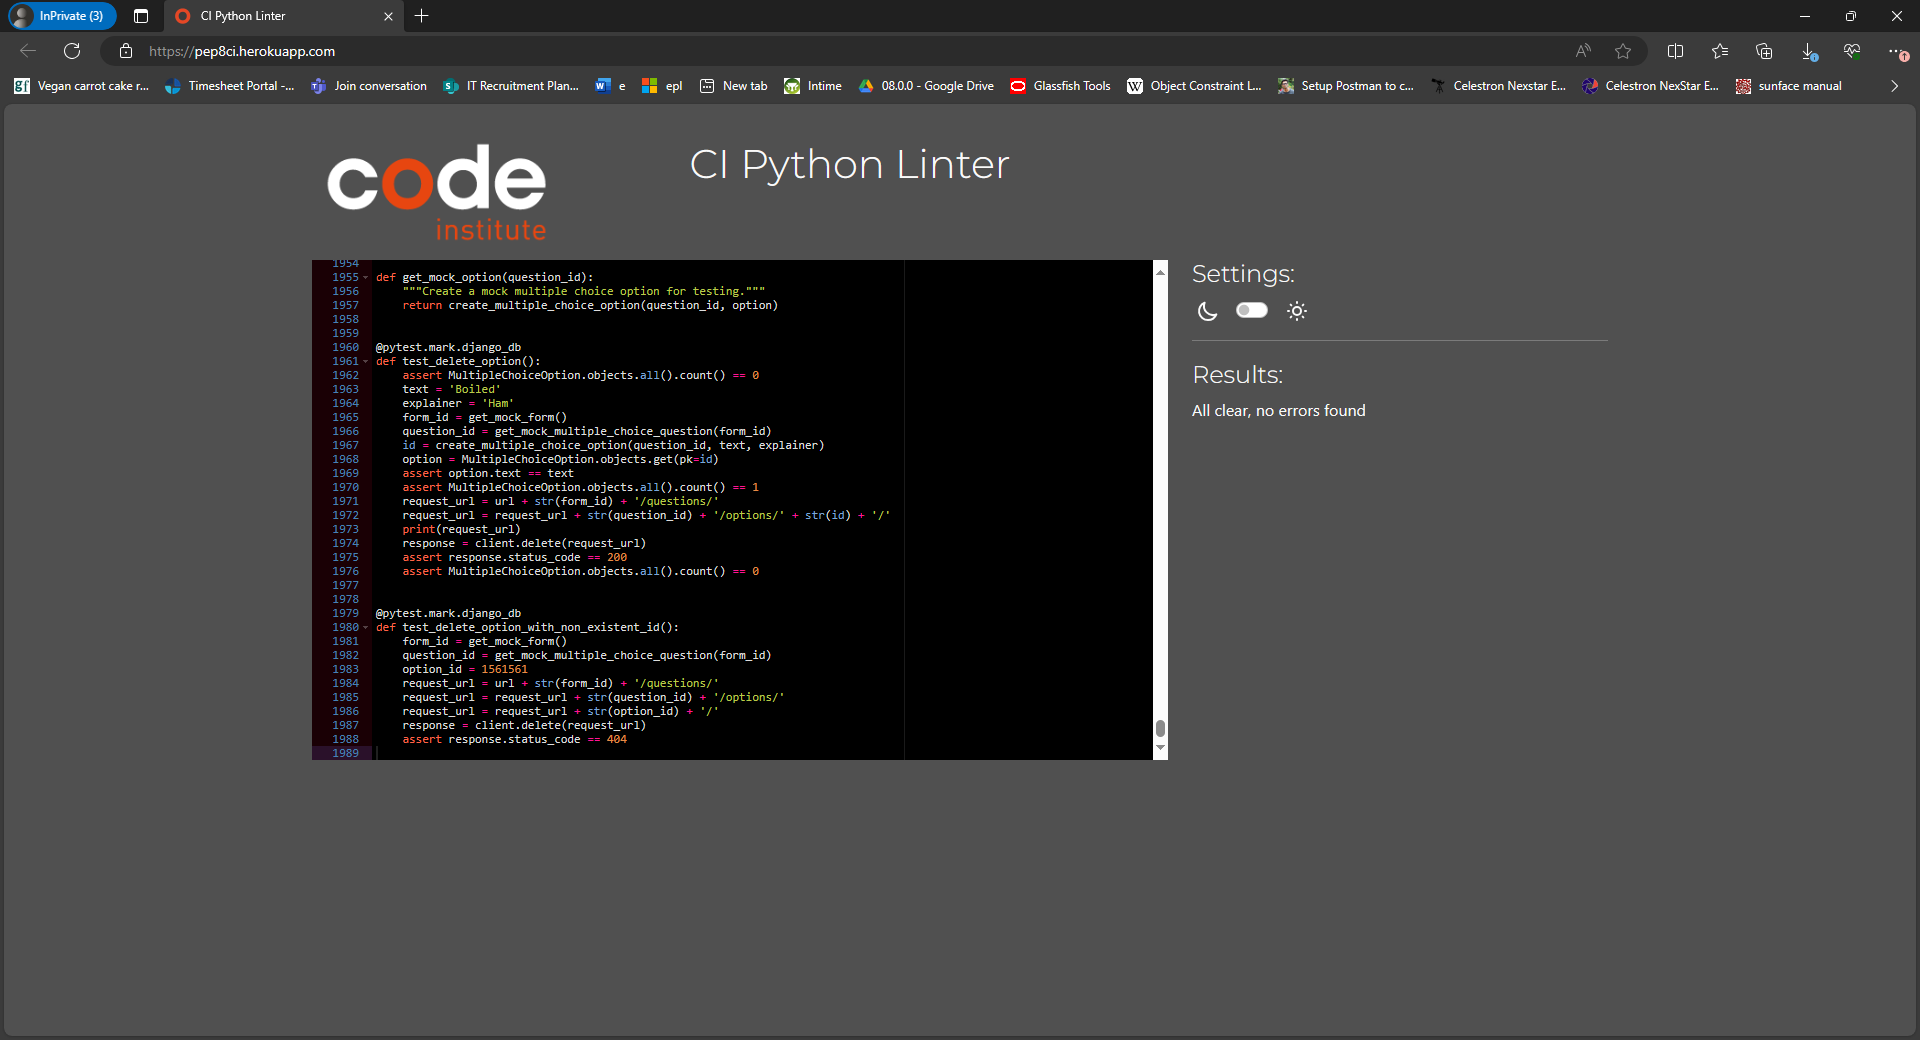 InPrivate (3)
CI Python Linter
https://pep8ci.herokuapp.com
gf Vegan carrot cake r... Timesheet Portal -... Join conversation IT Recruitment Plan... e epl New tab Intime 08.0.0 - Google Drive Glassfish Tools W Object Constraint L... Setup Postman to c... Celestron Nexstar E... Celestron NexStar E... sunface manual
code
institute
CI Python Linter
1954
1955 def get_mock_option(question_id):
1956     """Create a mock multiple choice option for testing."""
1957     return create_multiple_choice_option(question_id, option)
1958
1959
1960 @pytest.mark.django_db
1961 def test_delete_option():
1962     assert MultipleChoiceOption.objects.all().count() == 0
1963     text = 'Boiled'
1964     explainer = 'Ham'
1965     form_id = get_mock_form()
1966     question_id = get_mock_multiple_choice_question(form_id)
1967     id = create_multiple_choice_option(question_id, text, explainer)
1968     option = MultipleChoiceOption.objects.get(pk=id)
1969     assert option.text == text
1970     assert MultipleChoiceOption.objects.all().count() == 1
1971     request_url = url + str(form_id) + '/questions/'
1972     request_url = request_url + str(question_id) + '/options/' + str(id) + '/'
1973     print(request_url)
1974     response = client.delete(request_url)
1975     assert response.status_code == 200
1976     assert MultipleChoiceOption.objects.all().count() == 0
1977
1978
1979 @pytest.mark.django_db
1980 def test_delete_option_with_non_existent_id():
1981     form_id = get_mock_form()
1982     question_id = get_mock_multiple_choice_question(form_id)
1983     option_id = 1561561
1984     request_url = url + str(form_id) + '/questions/'
1985     request_url = request_url + str(question_id) + '/options/'
1986     request_url = request_url + str(option_id) + '/'
1987     response = client.delete(request_url)
1988     assert response.status_code == 404
1989
Settings:
Results:
All clear, no errors found